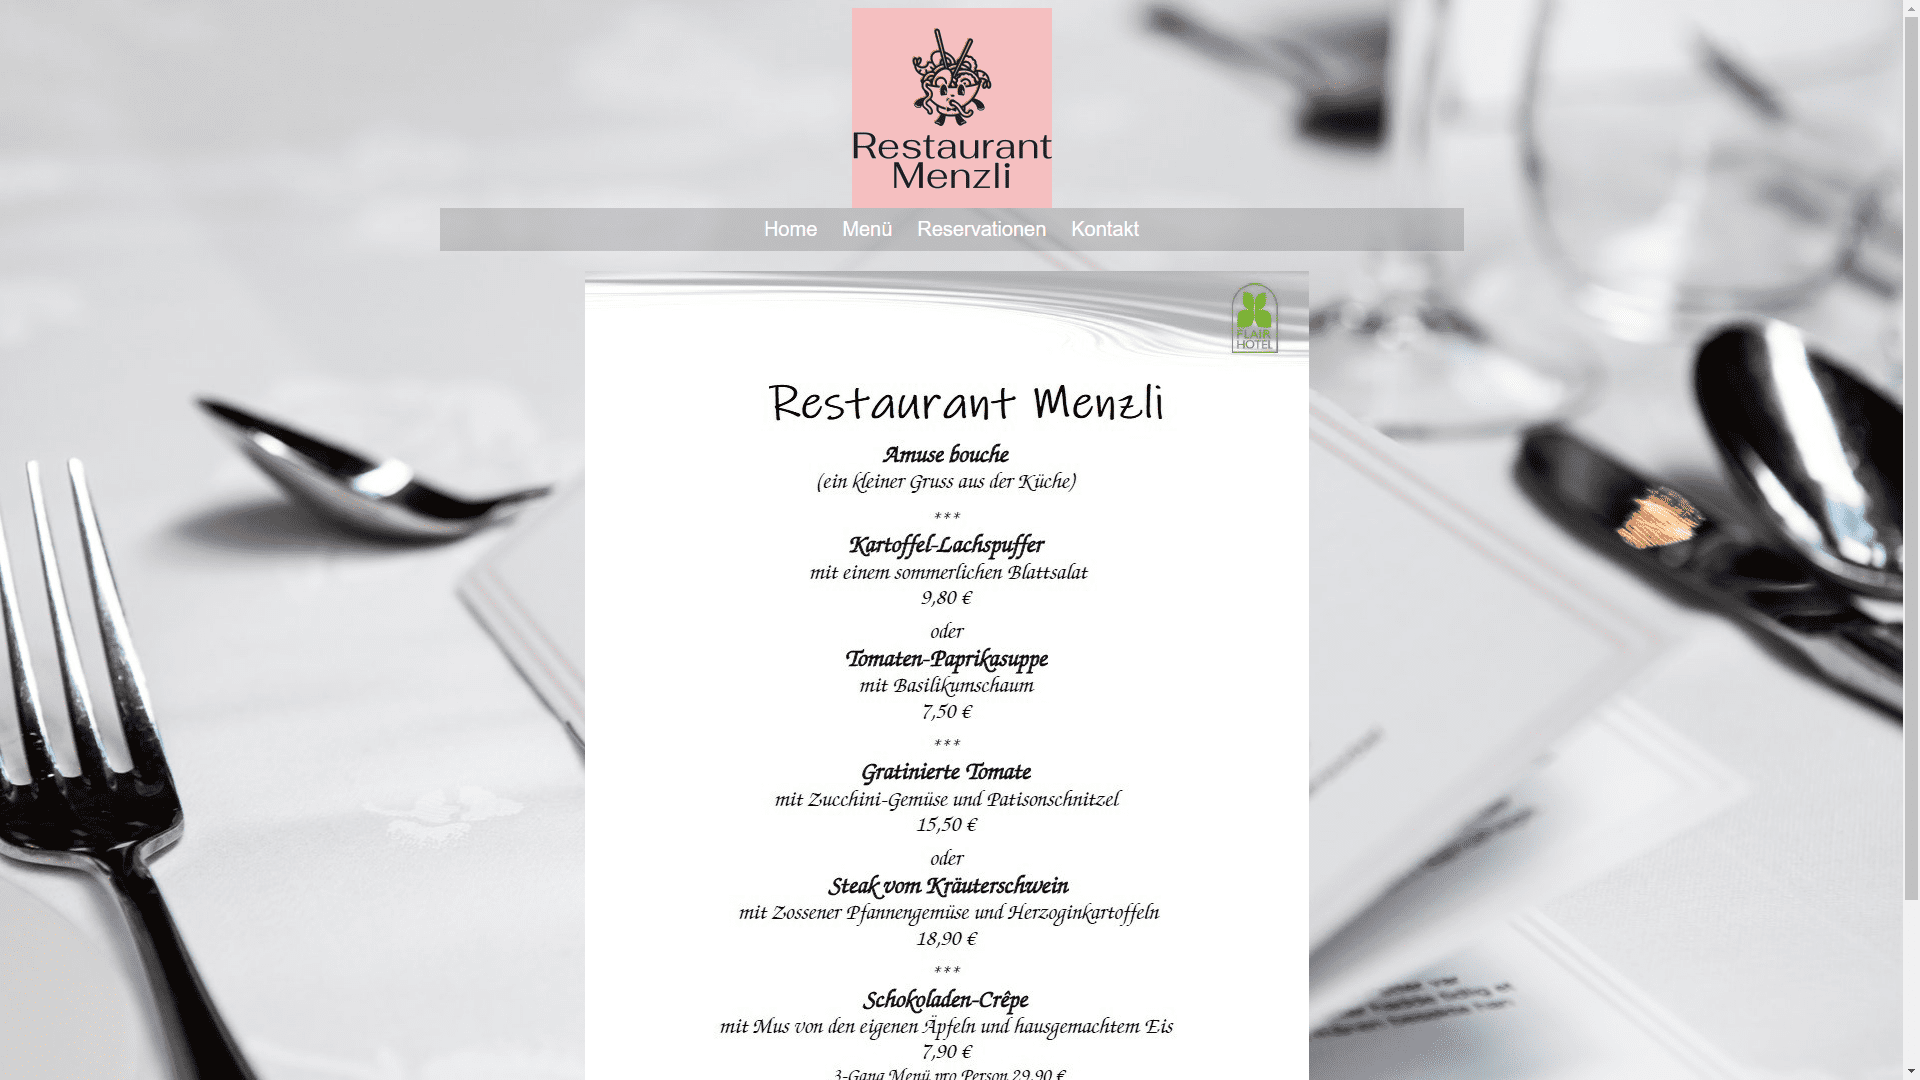 Restaurant
Menzli
Home Menü Reservationen Kontakt
FLAIR
HOTEL
Restaurant Menzli
Amuse bouche
(ein kleiner Gruss aus der Küche)
***
Kartoffel-Lachspuffer
mit einem sommerlichen Blattsalat
9,80 €
oder
Tomaten-Paprikasuppe
mit Basilikumschaum
7,50 €
***
Gratinierte Tomate
mit Zucchini-Gemüse und Patisonschnitzel
15,50 €
oder
Steak vom Kräuterschwein
mit Zossener Pfannengemüse und Herzoginkartoffeln
18,90 €
***
Schokoladen-Crêpe
mit Mus von den eigenen Äpfeln und hausgemachtem Eis
7,90 €
3-Gang Menü pro Person 29,90 €